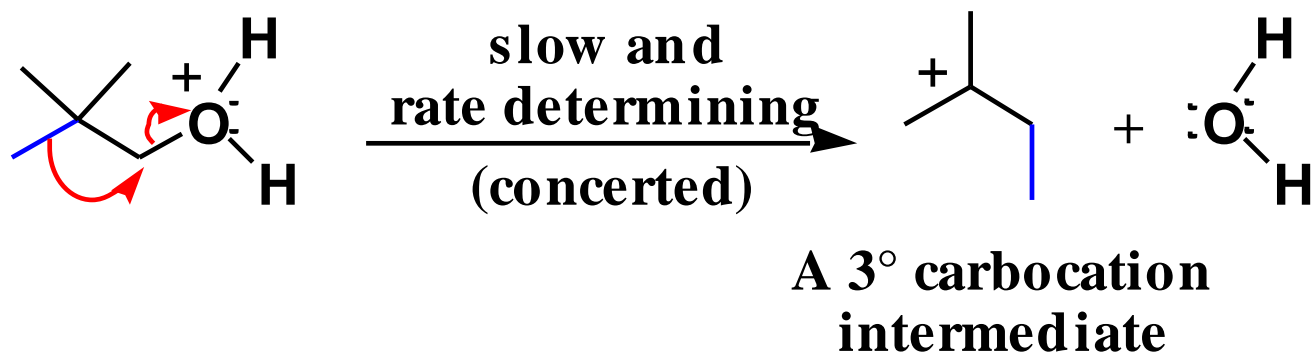 H
+
O
H
slow and
rate determining
(concerted)
+
+
H
O
H
A 3° carbocation
intermediate